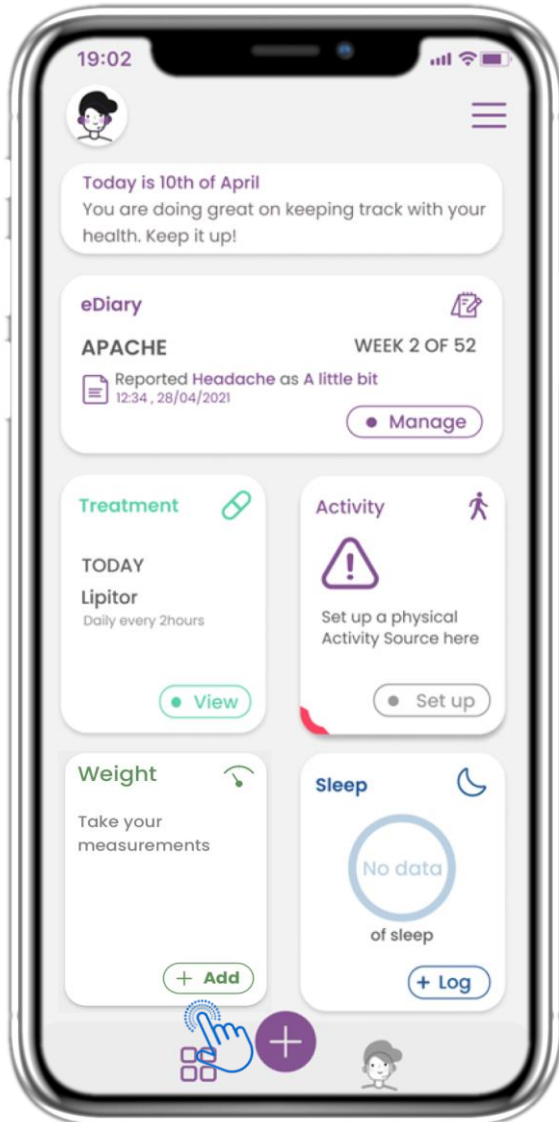 19:02
Today is 10th of April
You are doing great on keeping track with your
health. Keep it up!
eDiary
APACHE
WEEK 2 OF 52
Reported Headache as A little bit
12:34 , 28/04/2021
Manage
Treatment
TODAY
Lipitor
Daily every 2hours
View
Activity
Set up a physical
Activity Source here
Set up
Weight
Take your
measurements
+ Add
Sleep
No data
of sleep
+ Log